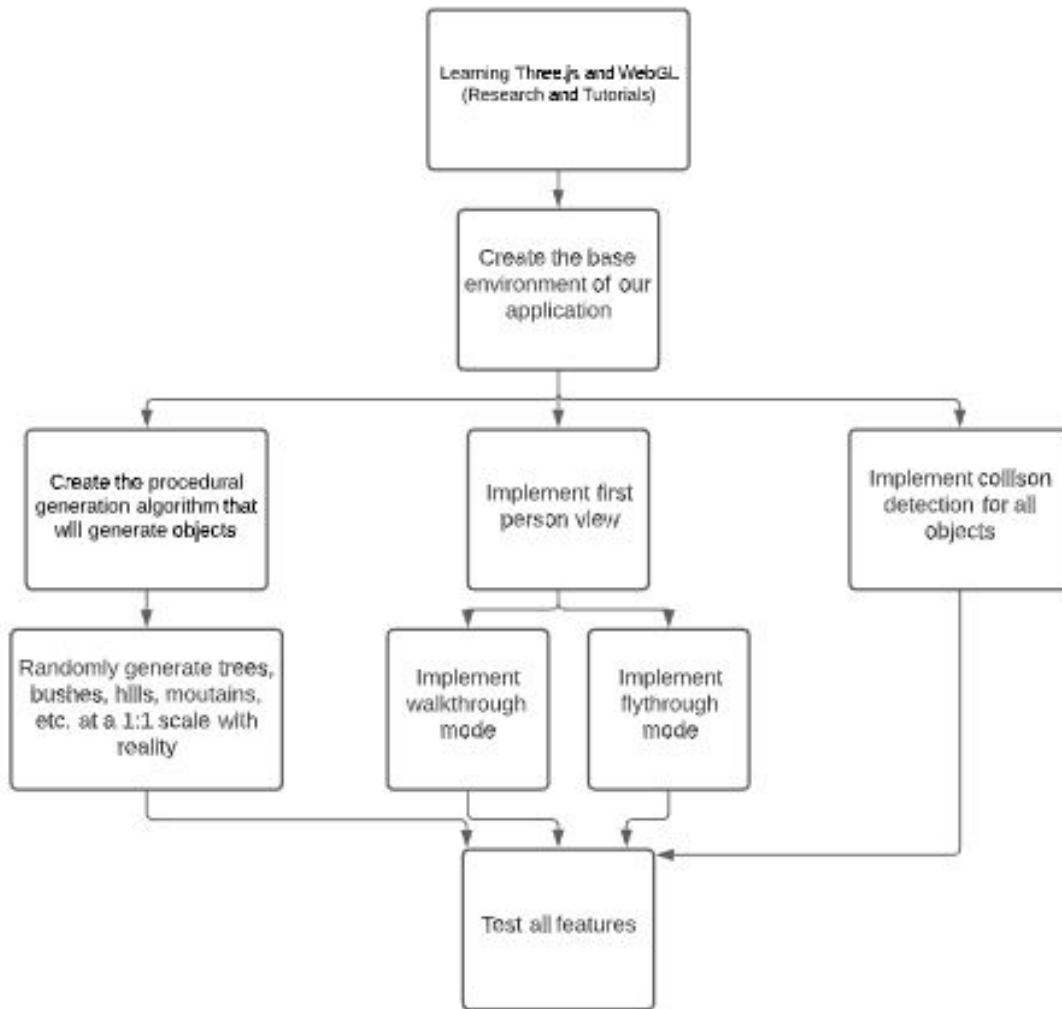 Learning Three.js and WebGL
(Research and Tutorials)
Create the base
environment of our
application
Create the procedural
generation algorithm that
will generate objects
Implement first
person view
Implement collison
detection for all
objects
Randomly generate trees,
bushes, hills, moutains,
etc. at a 1:1 scale with
reality
Implement
walkthrough
mode
Implement
flythrough
mode
Test all features